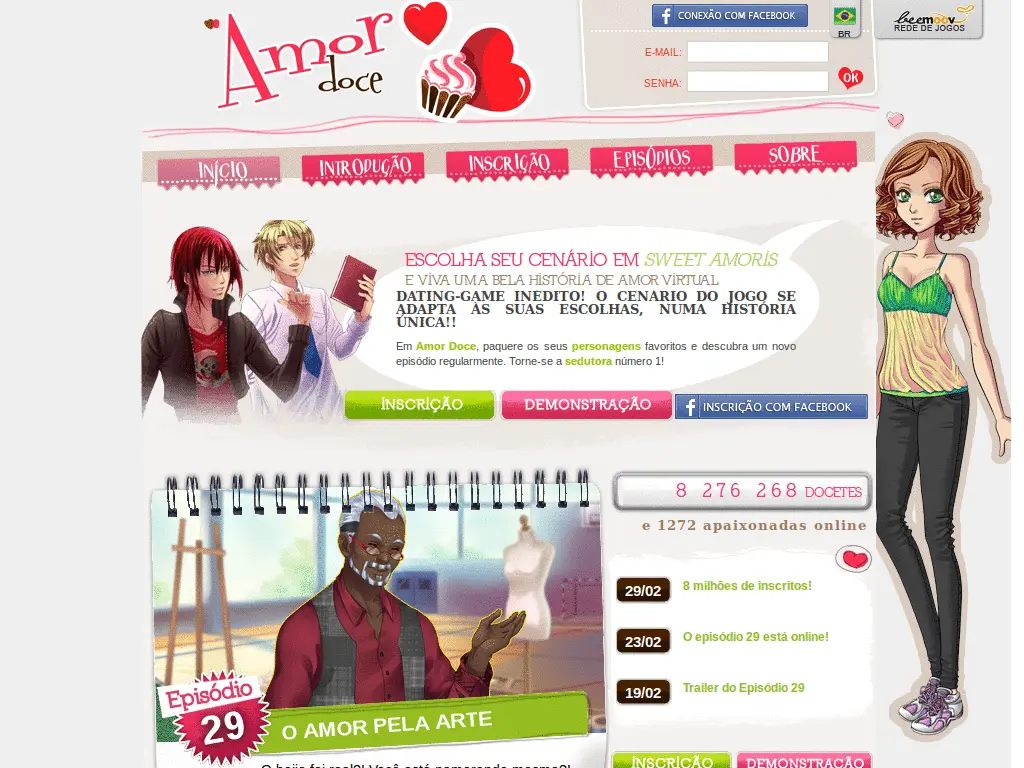 Amor doce
CONEXÃO COM FACEBOOK
BR
beemoov
REDE DE JOGOS
E-MAIL:
SENHA:
OK
INÍCIO
INTRODUÇÃO
INSCRIÇÃO
EPISÓDIOS
SOBRE
ESCOLHA SEU CENÁRIO EM SWEET AMORIS
E VIVA UMA BELA HISTÓRIA DE AMOR VIRTUAL
DATING-GAME INEDITO! O CENARIO DO JOGO SE
ADAPTA AS SUAS ESCOLHAS, NUMA HISTÓRIA
ÚNICA!!
Em Amor Doce, paquere os seus personagens favoritos e descubra um novo
episódio regularmente. Torne-se a sedutora número 1!
INSCRIÇÃO
DEMONSTRAÇÃO
INSCRIÇÃO COM FACEBOOK
8 276 268 DOCETES
e 1272 apaixonadas online
29/02 8 milhões de inscritos!
23/02 O episódio 29 está online!
19/02 Trailer do Episódio 29
Episódio
29
O AMOR PELA ARTE
O beijo foi real?! Você está namorando mesmo?!
INSCRIÇÃO
DEMONSTRAÇÃO